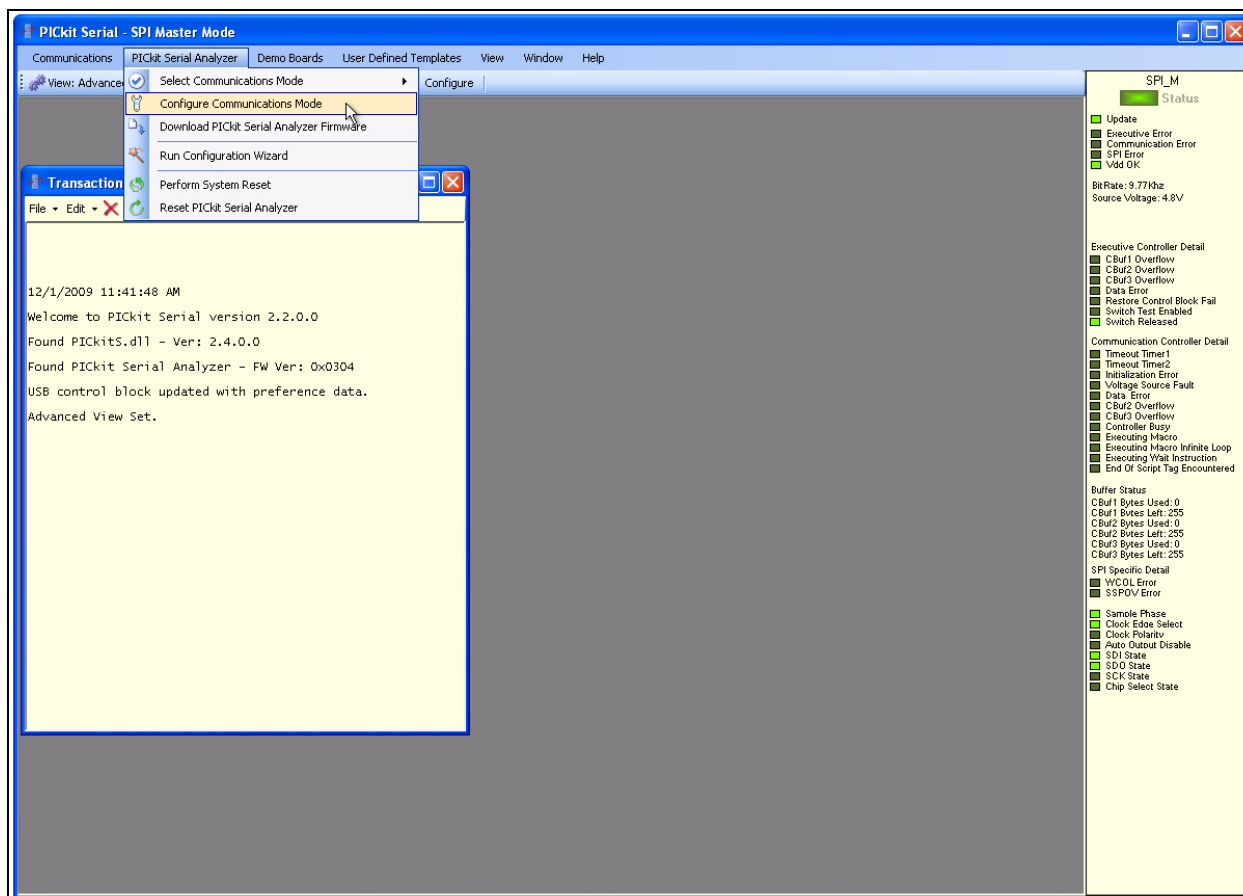 PICkit Serial - SPI Master Mode
Communications PICkit Serial Analyzer Demo Boards User Defined Templates View Window Help
View: Advance Configure
Select Communications Mode
Configure Communications Mode
Download PICkit Serial Analyzer Firmware
Run Configuration Wizard
Perform System Reset
Reset PICkit Serial Analyzer
Transaction
File Edit
12/1/2009 11:41:48 AM
Welcome to PICkit Serial version 2.2.0.0
Found PICkitS.dll - Ver: 2.4.0.0
Found PICkit Serial Analyzer - FW Ver: 0x0304
USB control block updated with preference data.
Advanced View Set.
SPI_M
Status
Update
Executive Error
Communication Error
SPI Error
Vdd OK
BitRate: 9.77Khz
Source Voltage: 4.8V
Executive Controller Detail
CBuf1 Overflow
CBuf2 Overflow
CBuf3 Overflow
Data Error
Restore Control Block Fail
Switch Test Enabled
Switch Released
Communication Controller Detail
Timeout Timer1
Timeout Timer2
Initialization Error
Voltage Source Fault
Data Error
CBuf2 Overflow
CBuf3 Overflow
Controller Busy
Executing Macro
Executing Macro Infinite Loop
Executing Wait Instruction
End Of Script Tag Encountered
Buffer Status
CBuf1 Bytes Used: 0
CBuf1 Bytes Left: 255
CBuf2 Bytes Used: 0
CBuf2 Bytes Left: 255
CBuf3 Bytes Used: 0
CBuf3 Bytes Left: 255
SPI Specific Detail
WCOL Error
SSPOV Error
Sample Phase
Clock Edge Select
Clock Polarity
Auto Output Disable
SDI State
SDO State
SCK State
Chip Select State